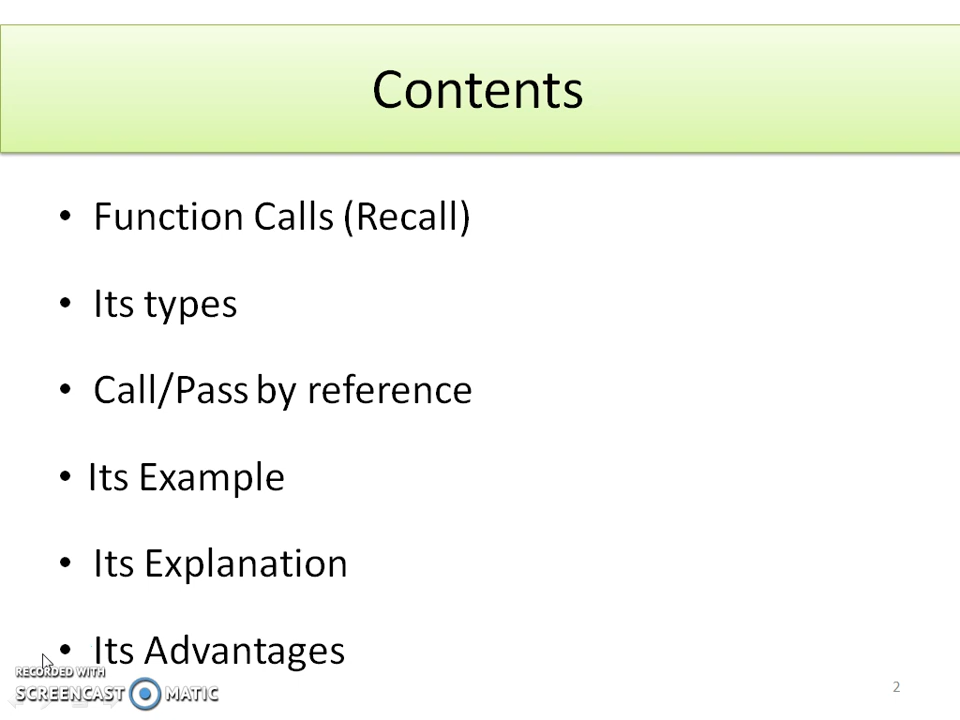 Contents
• Function Calls (Recall)
• Its types
• Call/Pass by reference
• Its Example
• Its Explanation
• Its Advantages
RECORDED WITH
SCREENCAST MATIC
2